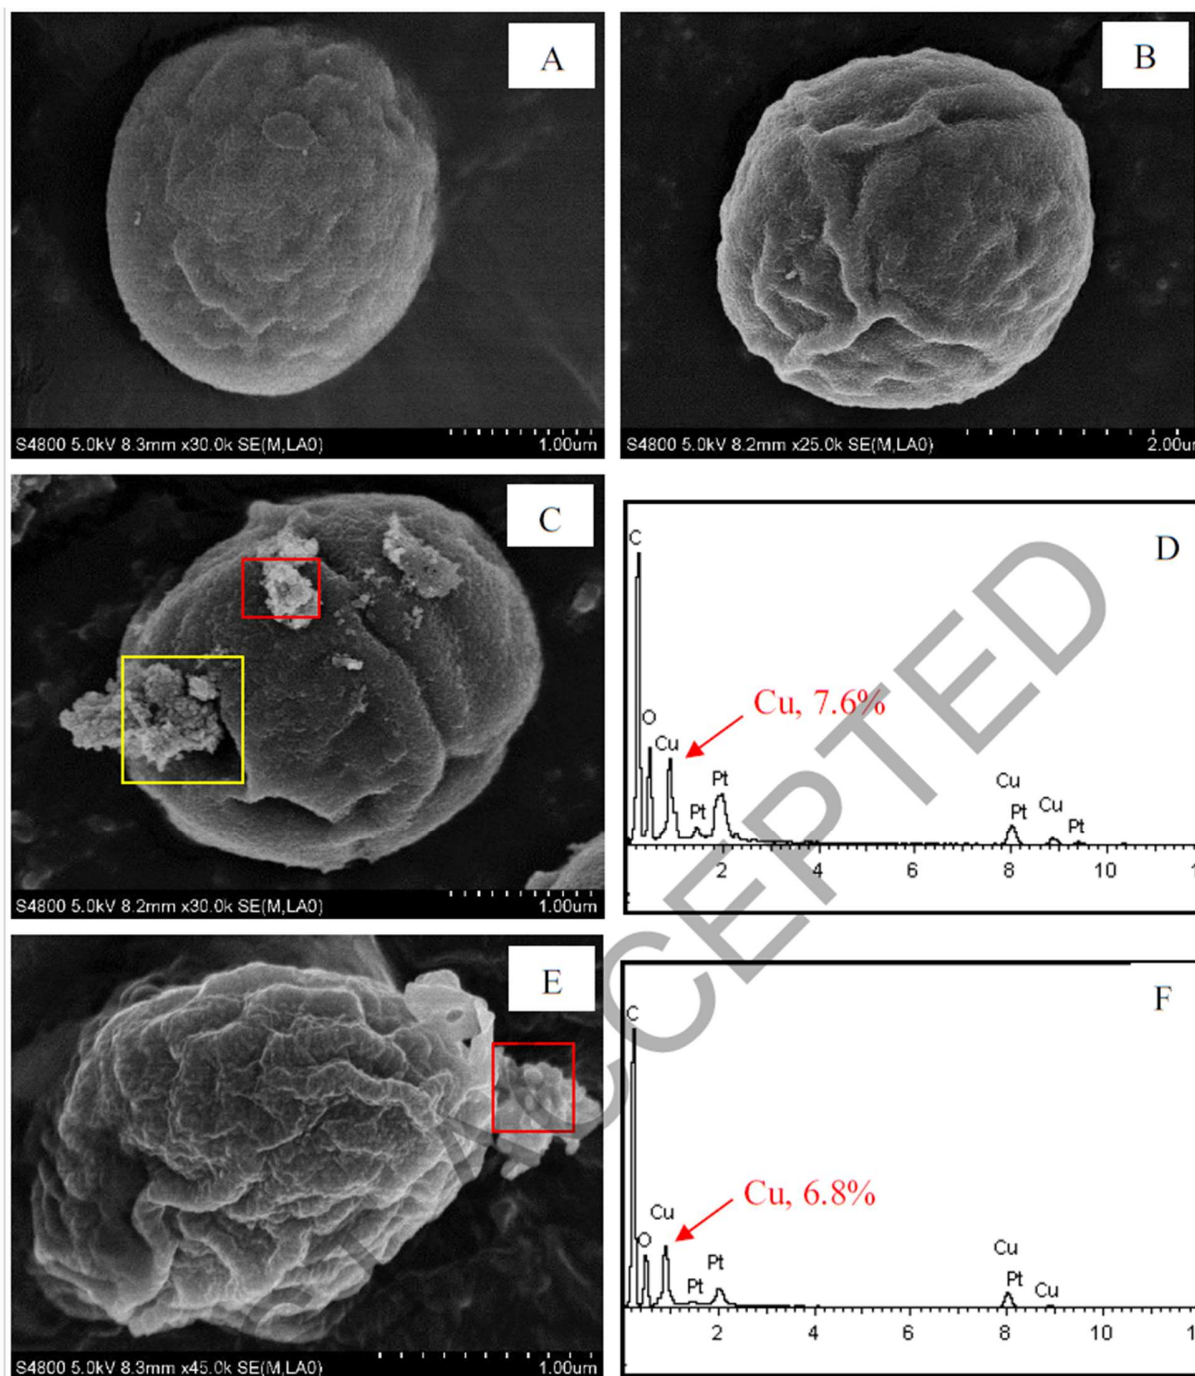 A
S4800 5.0kV 8.3mm x30.0k SE(M,LA0)
1.00um
B
S4800 5.0kV 8.2mm x25.0k SE(M,LA0)
2.00u
C
S4800 5.0kV 8.2mm x30.0k SE(M,LA0)
1.00um
D
C
O
Cu
Cu, 7.6%
Pt
Pt
Cu
Pt
Cu
Pt
2 4 6 8 10 1
E
S4800 5.0kV 8.3mm x45.0k SE(M,LA0)
1.00um
F
C
O
Cu
Cu, 6.8%
Pt
Pt
Cu
Pt
Cu
2 4 6 8 10 1
ACCEPTED